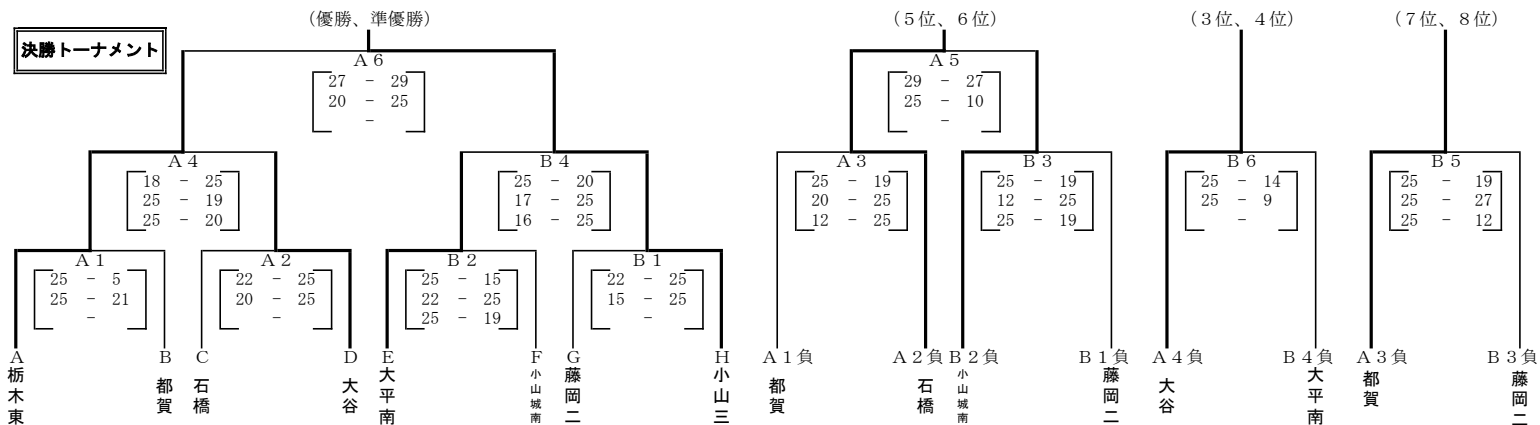 決勝トーナメント
(優勝、準優勝)
A6
27 - 29
20 - 25
-
A4
18 - 25
25 - 19
25 - 20
B4
25 - 20
17 - 25
16 - 25
A1
25 - 5
25 - 21
-
A2
22 - 25
20 - 25
-
B2
25 - 15
22 - 25
25 - 19
B1
22 - 25
15 - 25
-
A
栃木東
B
都賀
C
石橋
D
大谷
E
大平南
F
小山城南
G
藤岡二
H
小山三
(5位、6位)
A5
29 - 27
25 - 10
-
A3
25 - 19
20 - 25
12 - 25
B3
25 - 19
12 - 25
25 - 19
A1負
都賀
A2負
石橋
B2負
小山城南
B1負
藤岡二
(3位、4位)
B6
25 - 14
25 - 9
-
A4負
大谷
B4負
大平南
(7位、8位)
B5
25 - 19
25 - 27
25 - 12
A3負
都賀
B3負
藤岡二